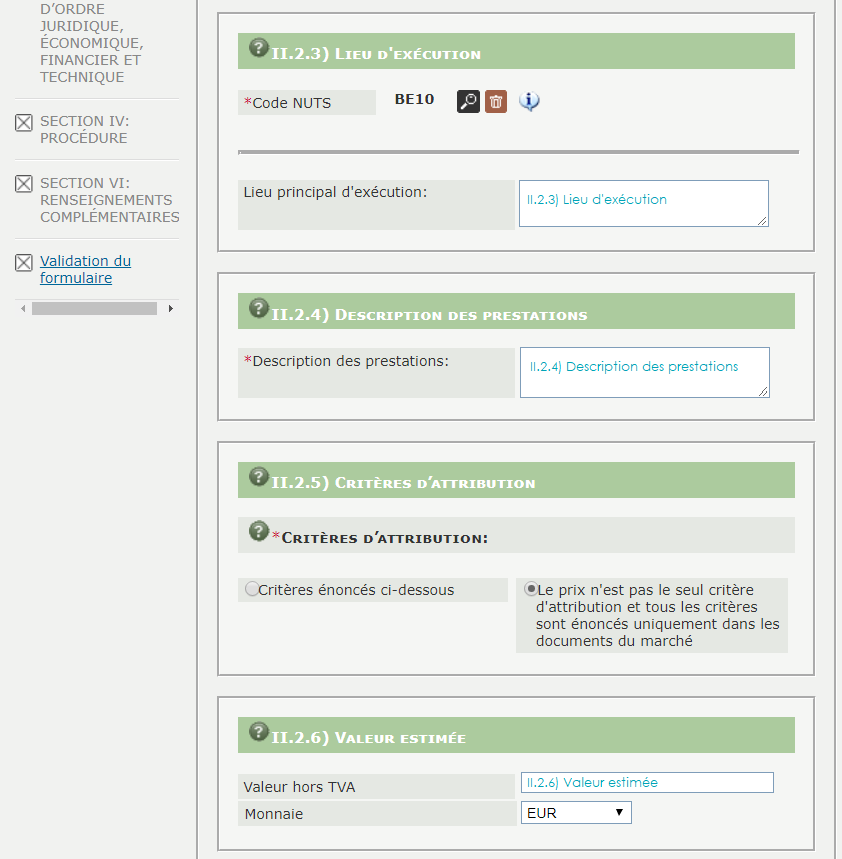 D'ORDRE
JURIDIQUE,
ÉCONOMIQUE,
FINANCIER ET
TECHNIQUE
SECTION IV:
PROCÉDURE
SECTION VI:
RENSEIGNEMENTS
COMPLÉMENTAIRES
Validation du
formulaire
? II.2.3) Lieu d'exécution
*Code NUTS BE10
Lieu principal d'exécution: II.2.3) Lieu d'exécution
? II.2.4) Description des prestations
*Description des prestations: II.2.4) Description des prestations
? II.2.5) Critères d’attribution
? *Critères d’attribution:
Critères énoncés ci-dessous
Le prix n'est pas le seul critère
d'attribution et tous les critères
sont énoncés uniquement dans les
documents du marché
? II.2.6) Valeur estimée
Valeur hors TVA II.2.6) Valeur estimée
Monnaie EUR